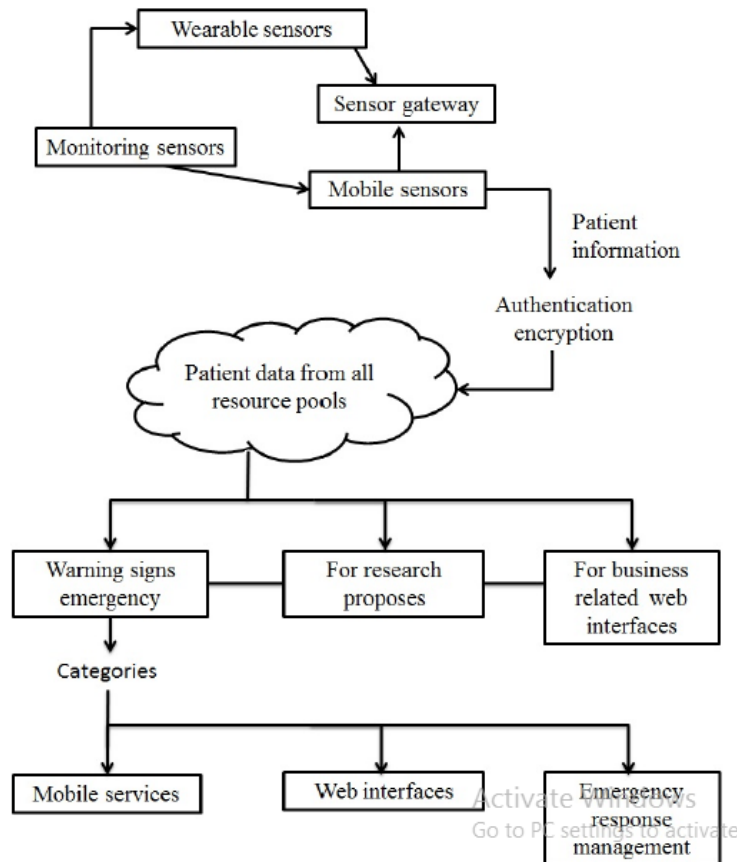 Wearable sensors
Sensor gateway
Monitoring sensors
Mobile sensors
Patient
information
Authentication
encryption
Patient data from all
resource pools
Warning signs
emergency
For research
proposes
For business
related web
interfaces
Categories
Mobile services
Web interfaces
Emergency
response
management
Activate Windows
Go to PC settings to activate